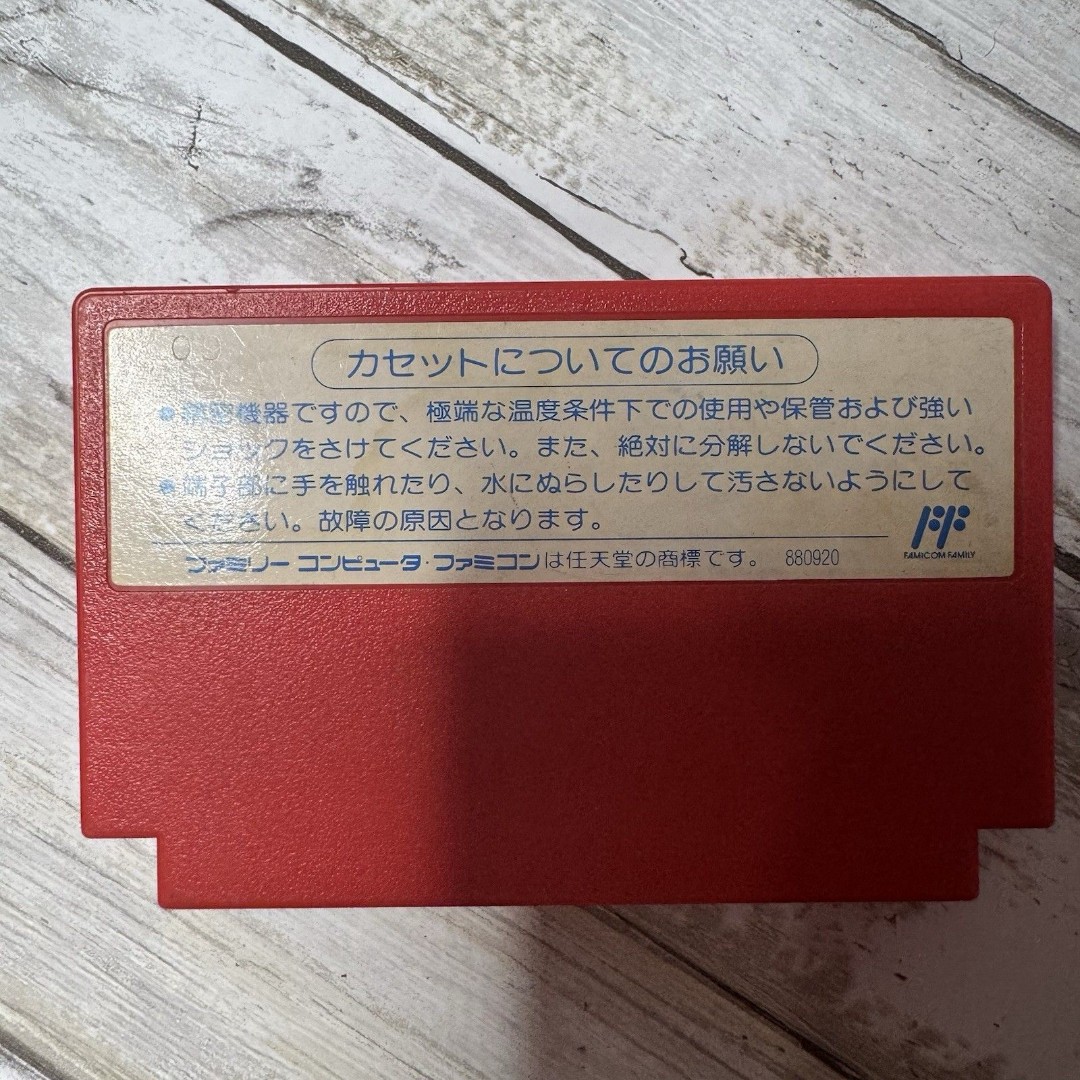 09
カセットについてのお願い
●精密機器ですので、極端な温度条件下での使用や保管および強い
ショックをさけてください。また、絶対に分解しないでください。
●端子部に手を触れたり、水にぬらしたりして汚さないようにして
ください。故障の原因となります。
FAMICOM FAMILY
ファミリーコンピュータ・ファミコンは任天堂の商標です。 880920